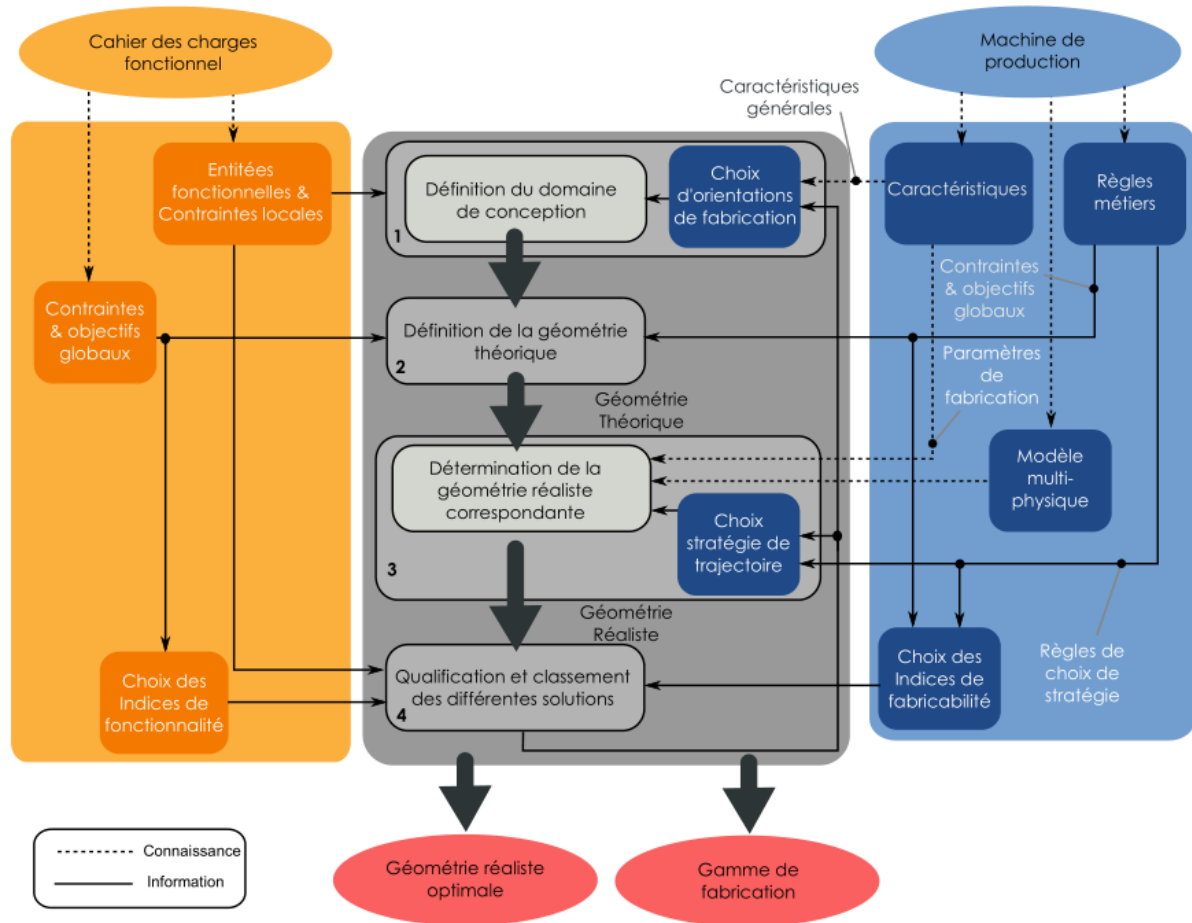 Cahier des charges
fonctionnel
Machine de
production
Caractéristiques
générales
Entitées
fonctionnelles &
Contraintes locales
Définition du domaine
de conception
1
Choix
d'orientations
de fabrication
Caractéristiques
Règles
métiers
Contraintes
& objectifs
globaux
Contraintes
& objectifs
globaux
Définition de la géométrie
théorique
2
Paramètres
de
fabrication
Géométrie
Théorique
Détermination de la
géométrie réaliste
correspondante
3
Choix
stratégie de
trajectoire
Modèle
multi-
physique
Géométrie
Réaliste
Règles de
choix de
stratégie
Choix des
Indices de
fonctionnalité
Qualification et classement
des différentes solutions
4
Choix des
Indices de
fabricabilité
Connaissance
Information
Géométrie réaliste
optimale
Gamme de
fabrication